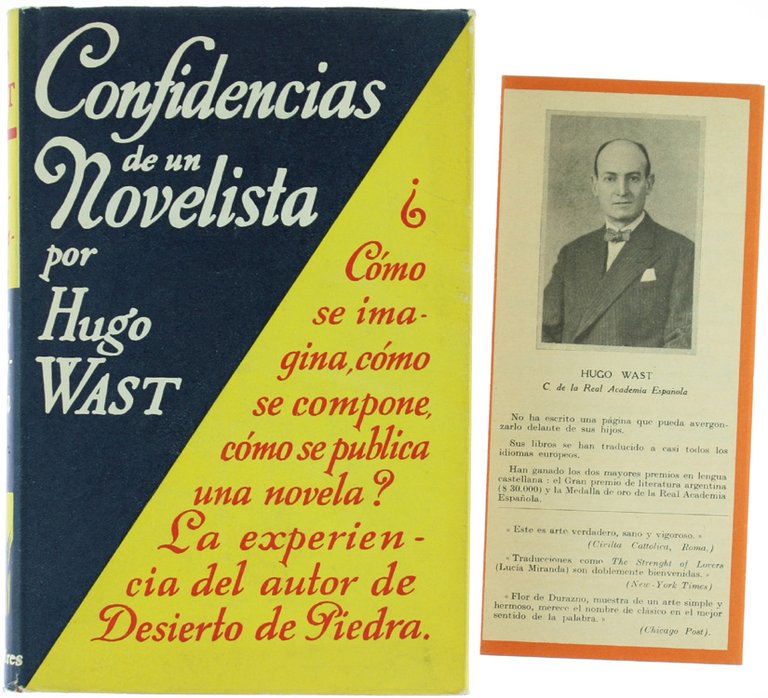 Confidencias
de un
Novelista
por
Hugo
WAST
¿
Cómo
se ima-
gina, cómo
se compone,
cómo se publica
una novela?
La experien-
cia del autor de
Desierto de Piedra.
HUGO WAST
C. de la Real Academia Española
No ha escrito una página que pueda avergon-
zarlo delante de sus hijos.
Sus libros se han traducido a casi todos los
idiomas europeos.
Han ganado los dos mayores premios en lengua
castellana : el Gran premio de literatura argentina
($ 30.000) y la Medalla de oro de la Real Academia
Española.
« Este es arte verdadero, sano y vigoroso. »
(Civilta Cattolica, Roma.)
« Traducciones como The Strenght of Lovers
(Lucía Miranda) son doblemente bienvenidas. »
(New-York Times)
« Flor de Durazno, muestra de un arte simple y
hermoso, merece el nombre de clásico en el mejor
sentido de la palabra. »
(Chicago Post).